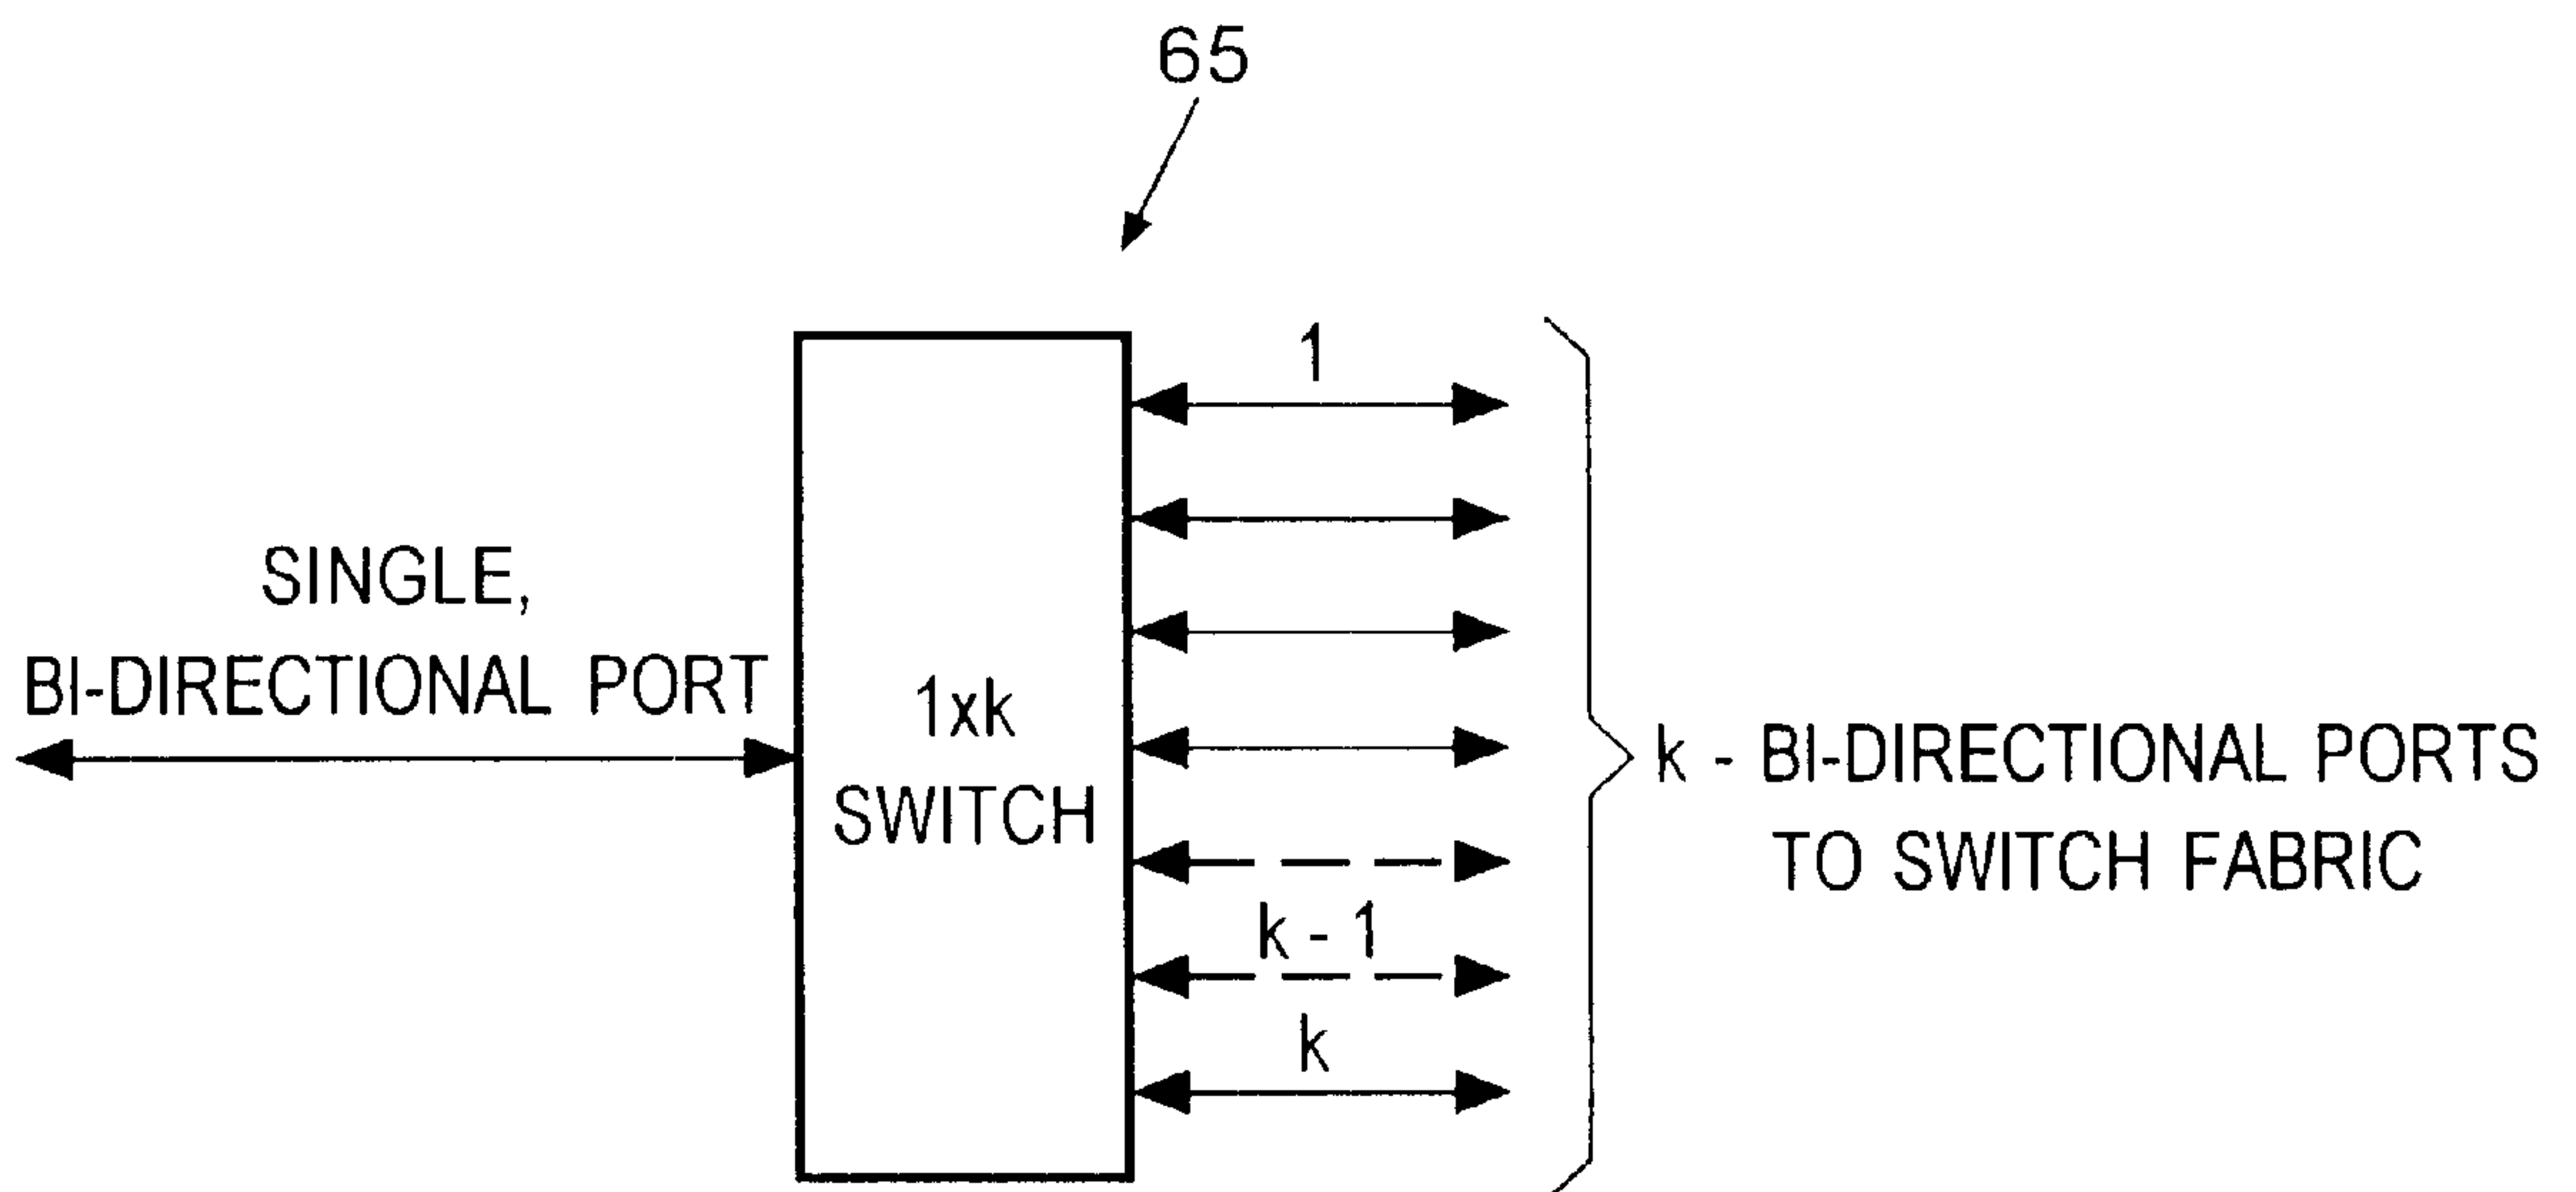 65
SINGLE,
BI-DIRECTIONAL PORT
1xk
SWITCH
1
k - 1
k
k - BI-DIRECTIONAL PORTS
TO SWITCH FABRIC